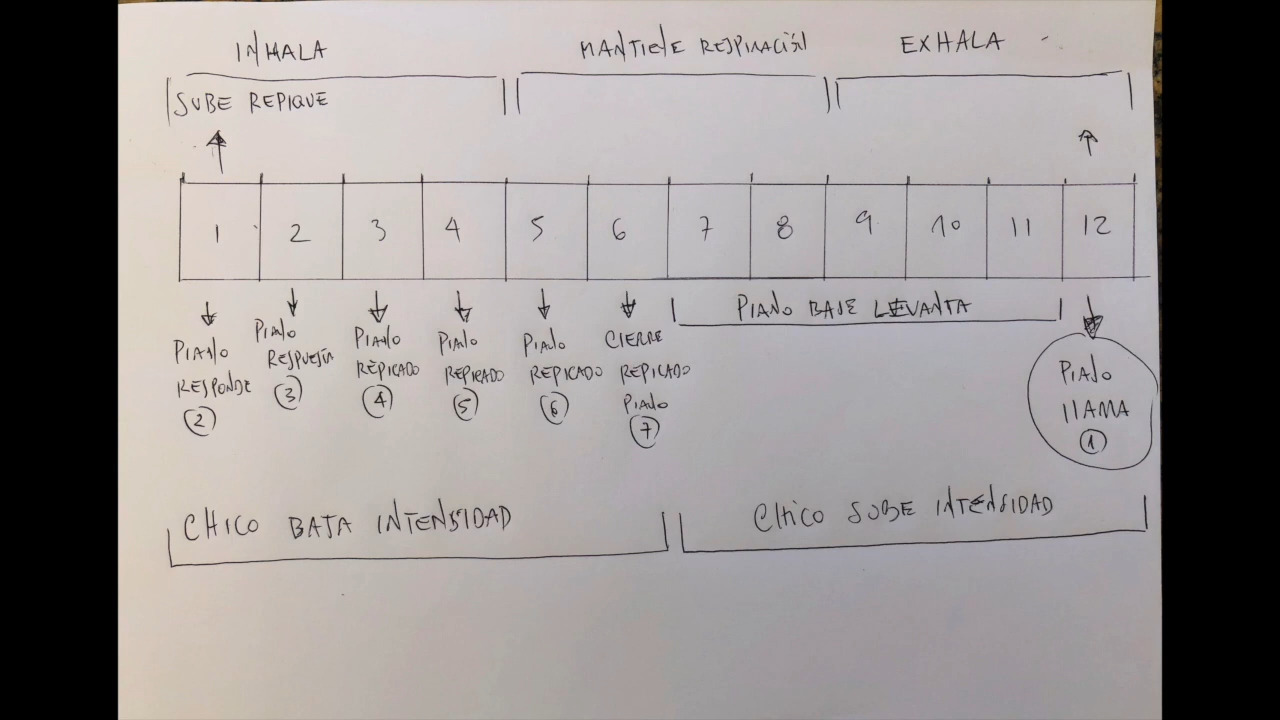 INHALA
MANTIENE RESPIRACIÓN
EXHALA
SUBE REPIQUE
1 2 3 4 5 6 7 8 9 10 11 12
PIANO
RESPONDE
2
PIANO
RESPUESTA
3
PIANO
REPICADO
4
PIANO
REPICADO
5
PIANO
REPICADO
6
CIERRE
REPICADO
PIANO
7
PIANO BASE LEVANTA
PIANO
LLAMA
1
CHICO BAJA INTENSIDAD
CHICO SUBE INTENSIDAD